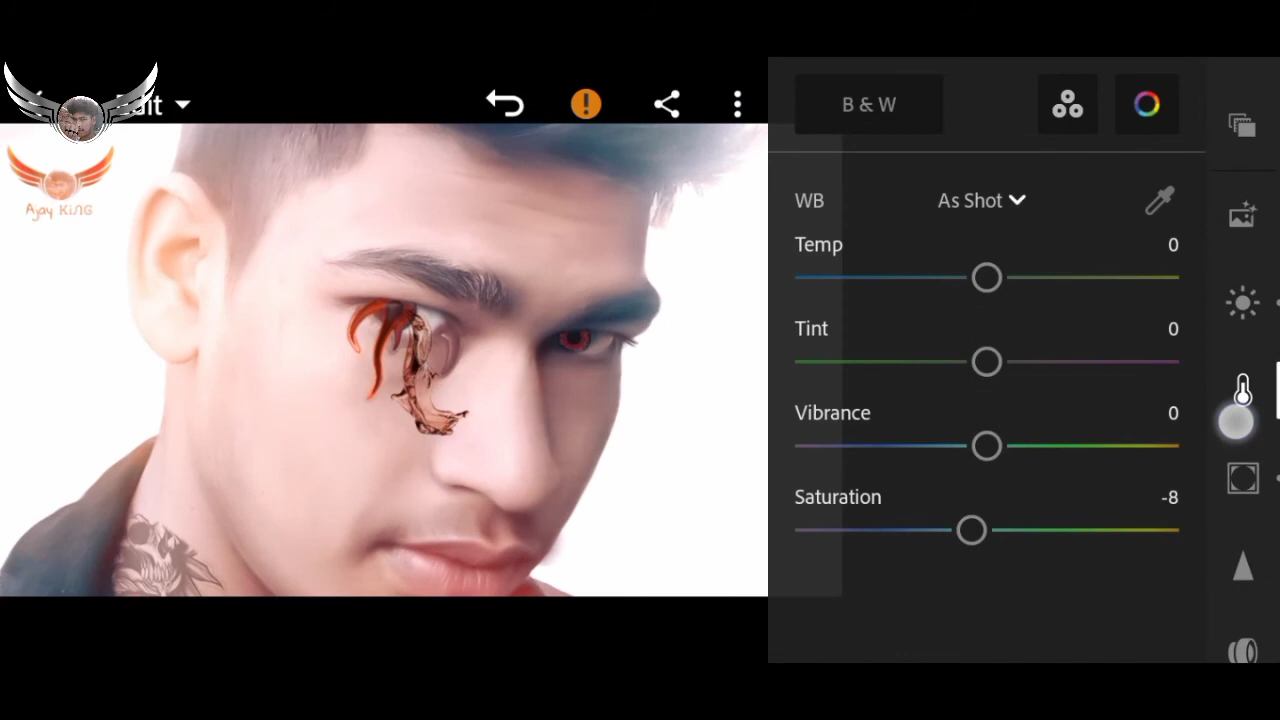 Edit
B & W
Ajay KiNG
WB
As Shot
Temp
0
Tint
0
Vibrance
0
Saturation
-8